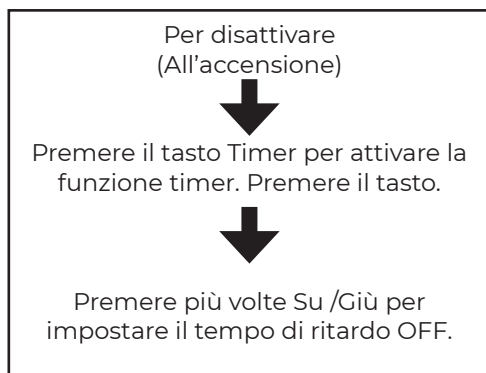 Per disattivare
(All'accensione)
Premere il tasto Timer per attivare la
funzione timer. Premere il tasto.
Premere più volte Su /Giù per
impostare il tempo di ritardo OFF.